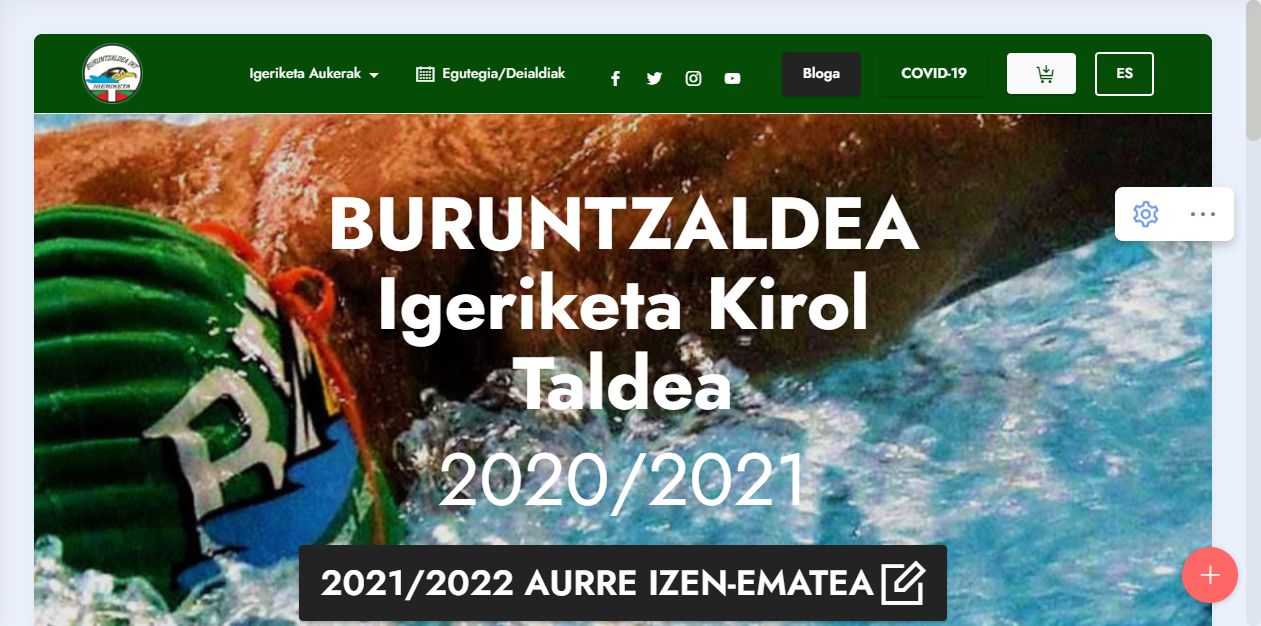 BURUNTZALDEA IKT
IGERIKETA
Igeriketa Aukerak
Egutegia/Deialdiak
Bloga
COVID-19
ES
BURUNTZALDEA
Igeriketa Kirol
Taldea
2020/2021
2021/2022 AURRE IZEN-EMATEA